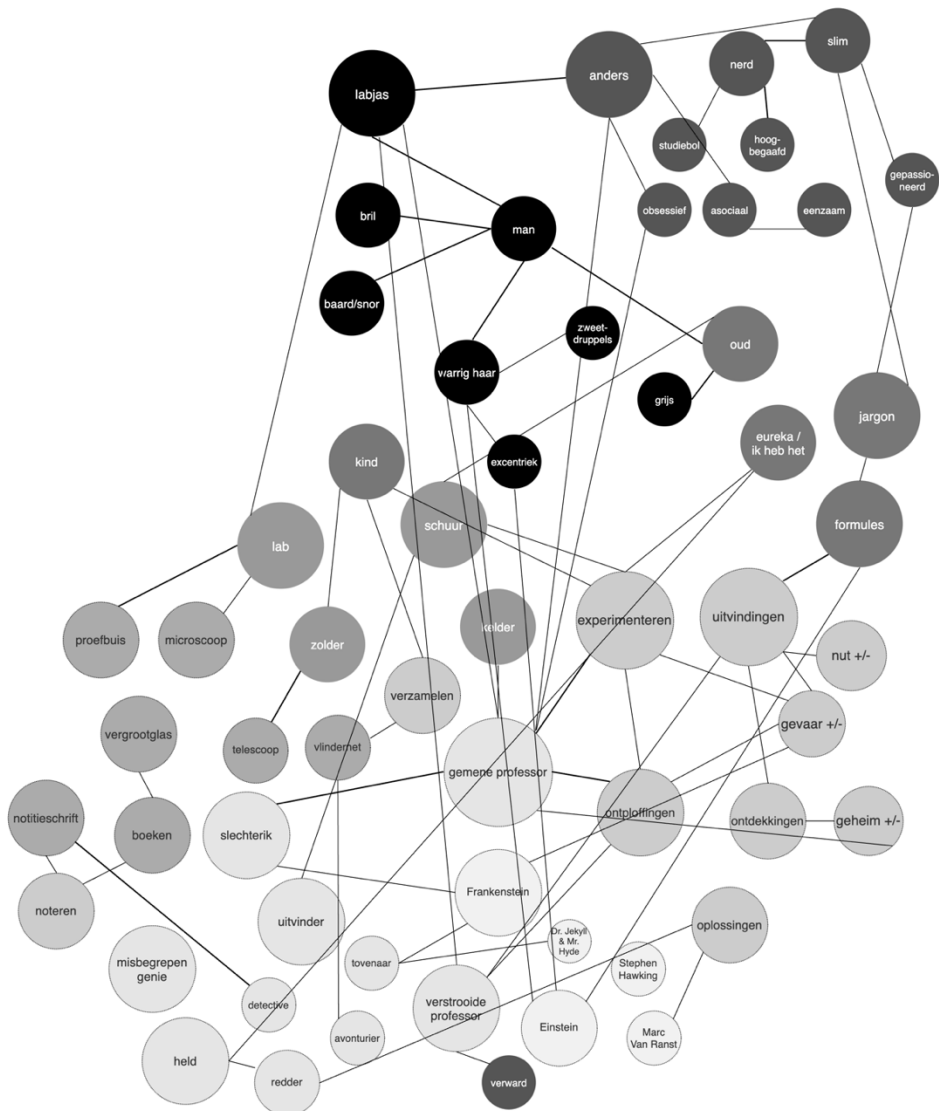 slim
nerd
anders
labjas
studiebol
hoog-
begaafd
gepassio-
neerd
bril
man
obsessief
asociaal
eenzaam
baard/snor
zweet-
druppels
oud
warrig haar
grijs
jargon
eureka /
ik heb het
kind
excentriek
schuur
formules
lab
proefbuis
microscoop
zolder
kelder
experimenteren
uitvindingen
nut +/-
verzamelen
vergrootglas
telescoop
vlindernet
gevaar +/-
gemene professor
notitieschrift
boeken
slechterik
ontploffingen
ontdekkingen
geheim +/-
noteren
uitvinder
Frankenstein
oplossingen
misbegrepen
genie
tovenaar
Dr. Jekyll
& Mr.
Hyde
Stephen
Hawking
detective
verstrooide
professor
Einstein
avonturier
Marc
Van Ranst
held
redder
verward